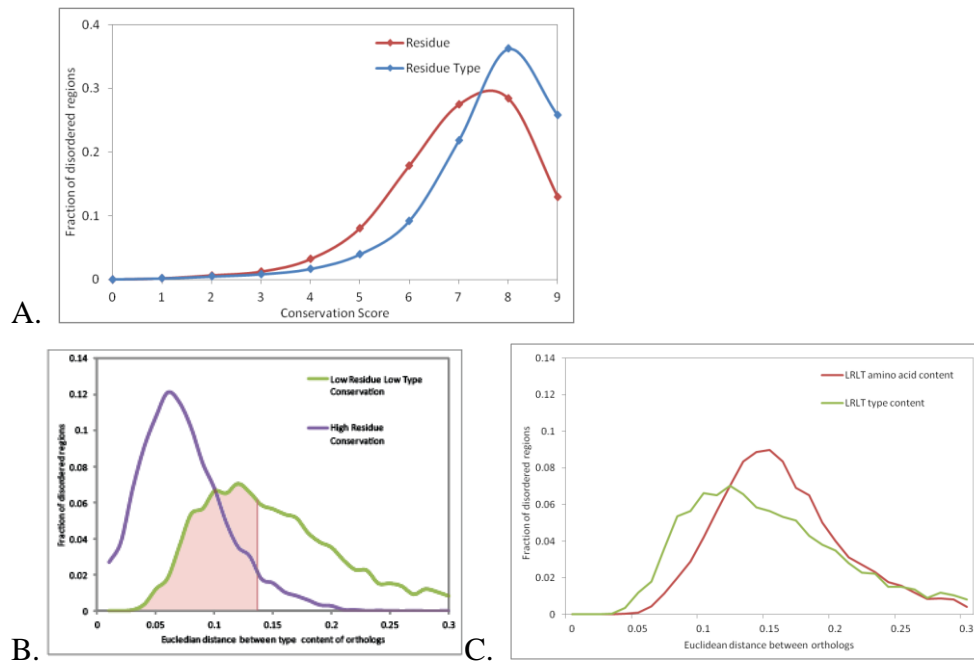 0.4
Residue
Residue Type
0.3
0.2
0.1
0
Fraction of disordered regions
0 1 2 3 4 5 6 7 8 9
Conservation Score
A.
0.14
0.12
0.1
0.08
0.06
0.04
0.02
0
Fraction of disordered regions
Low Residue Low Type
Conservation
High Residue
Conservation
0 0.05 0.1 0.15 0.2 0.25 0.3
Eucledian distance between type content of orthologs
B.
0.14
0.12
0.1
0.08
0.06
0.04
0.02
0
Fraction of disordered regions
LRLT amino acid content
LRLT type content
0 0.05 0.1 0.15 0.2 0.25 0.3
Eucledian distance between orthologs
C.